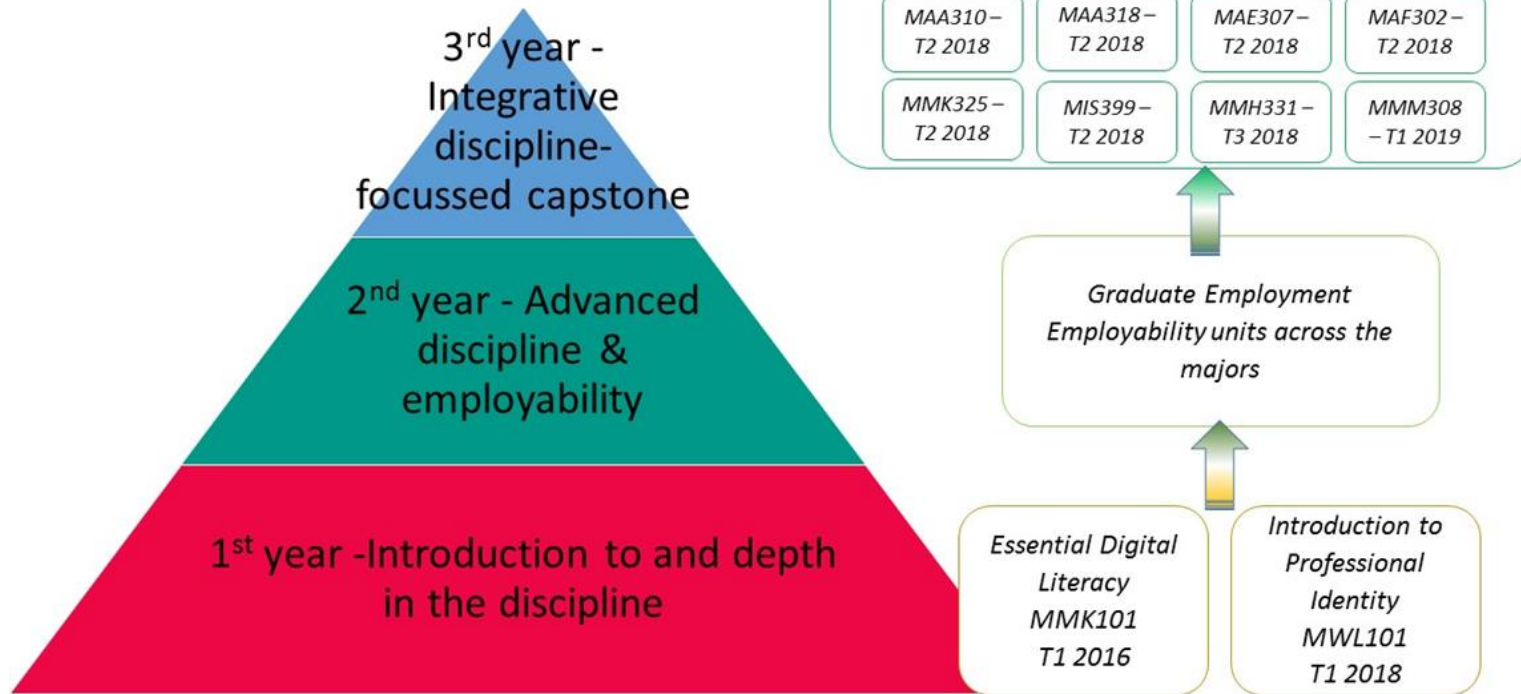 3rd year -
Integrative
discipline-
focussed capstone
2nd year - Advanced
discipline &
employability
1st year -Introduction to and depth
in the discipline
MAA310 –
T2 2018
MAA318 –
T2 2018
MAE307 –
T2 2018
MAF302 –
T2 2018
MMK325 –
T2 2018
MIS399 –
T2 2018
MMH331 –
T3 2018
MMM308
– T1 2019
Graduate Employment
Employability units across the
majors
Essential Digital
Literacy
MMK101
T1 2016
Introduction to
Professional
Identity
MWL101
T1 2018